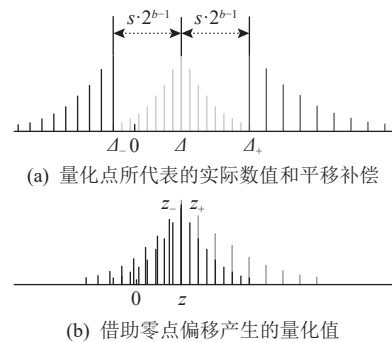 s·2^{b-1} s·2^{b-1}
Δ₋ 0 Δ Δ₊
(a) 量化点所代表的实际数值和平移补偿
z₋ z₊
0 z
(b) 借助零点偏移产生的量化值